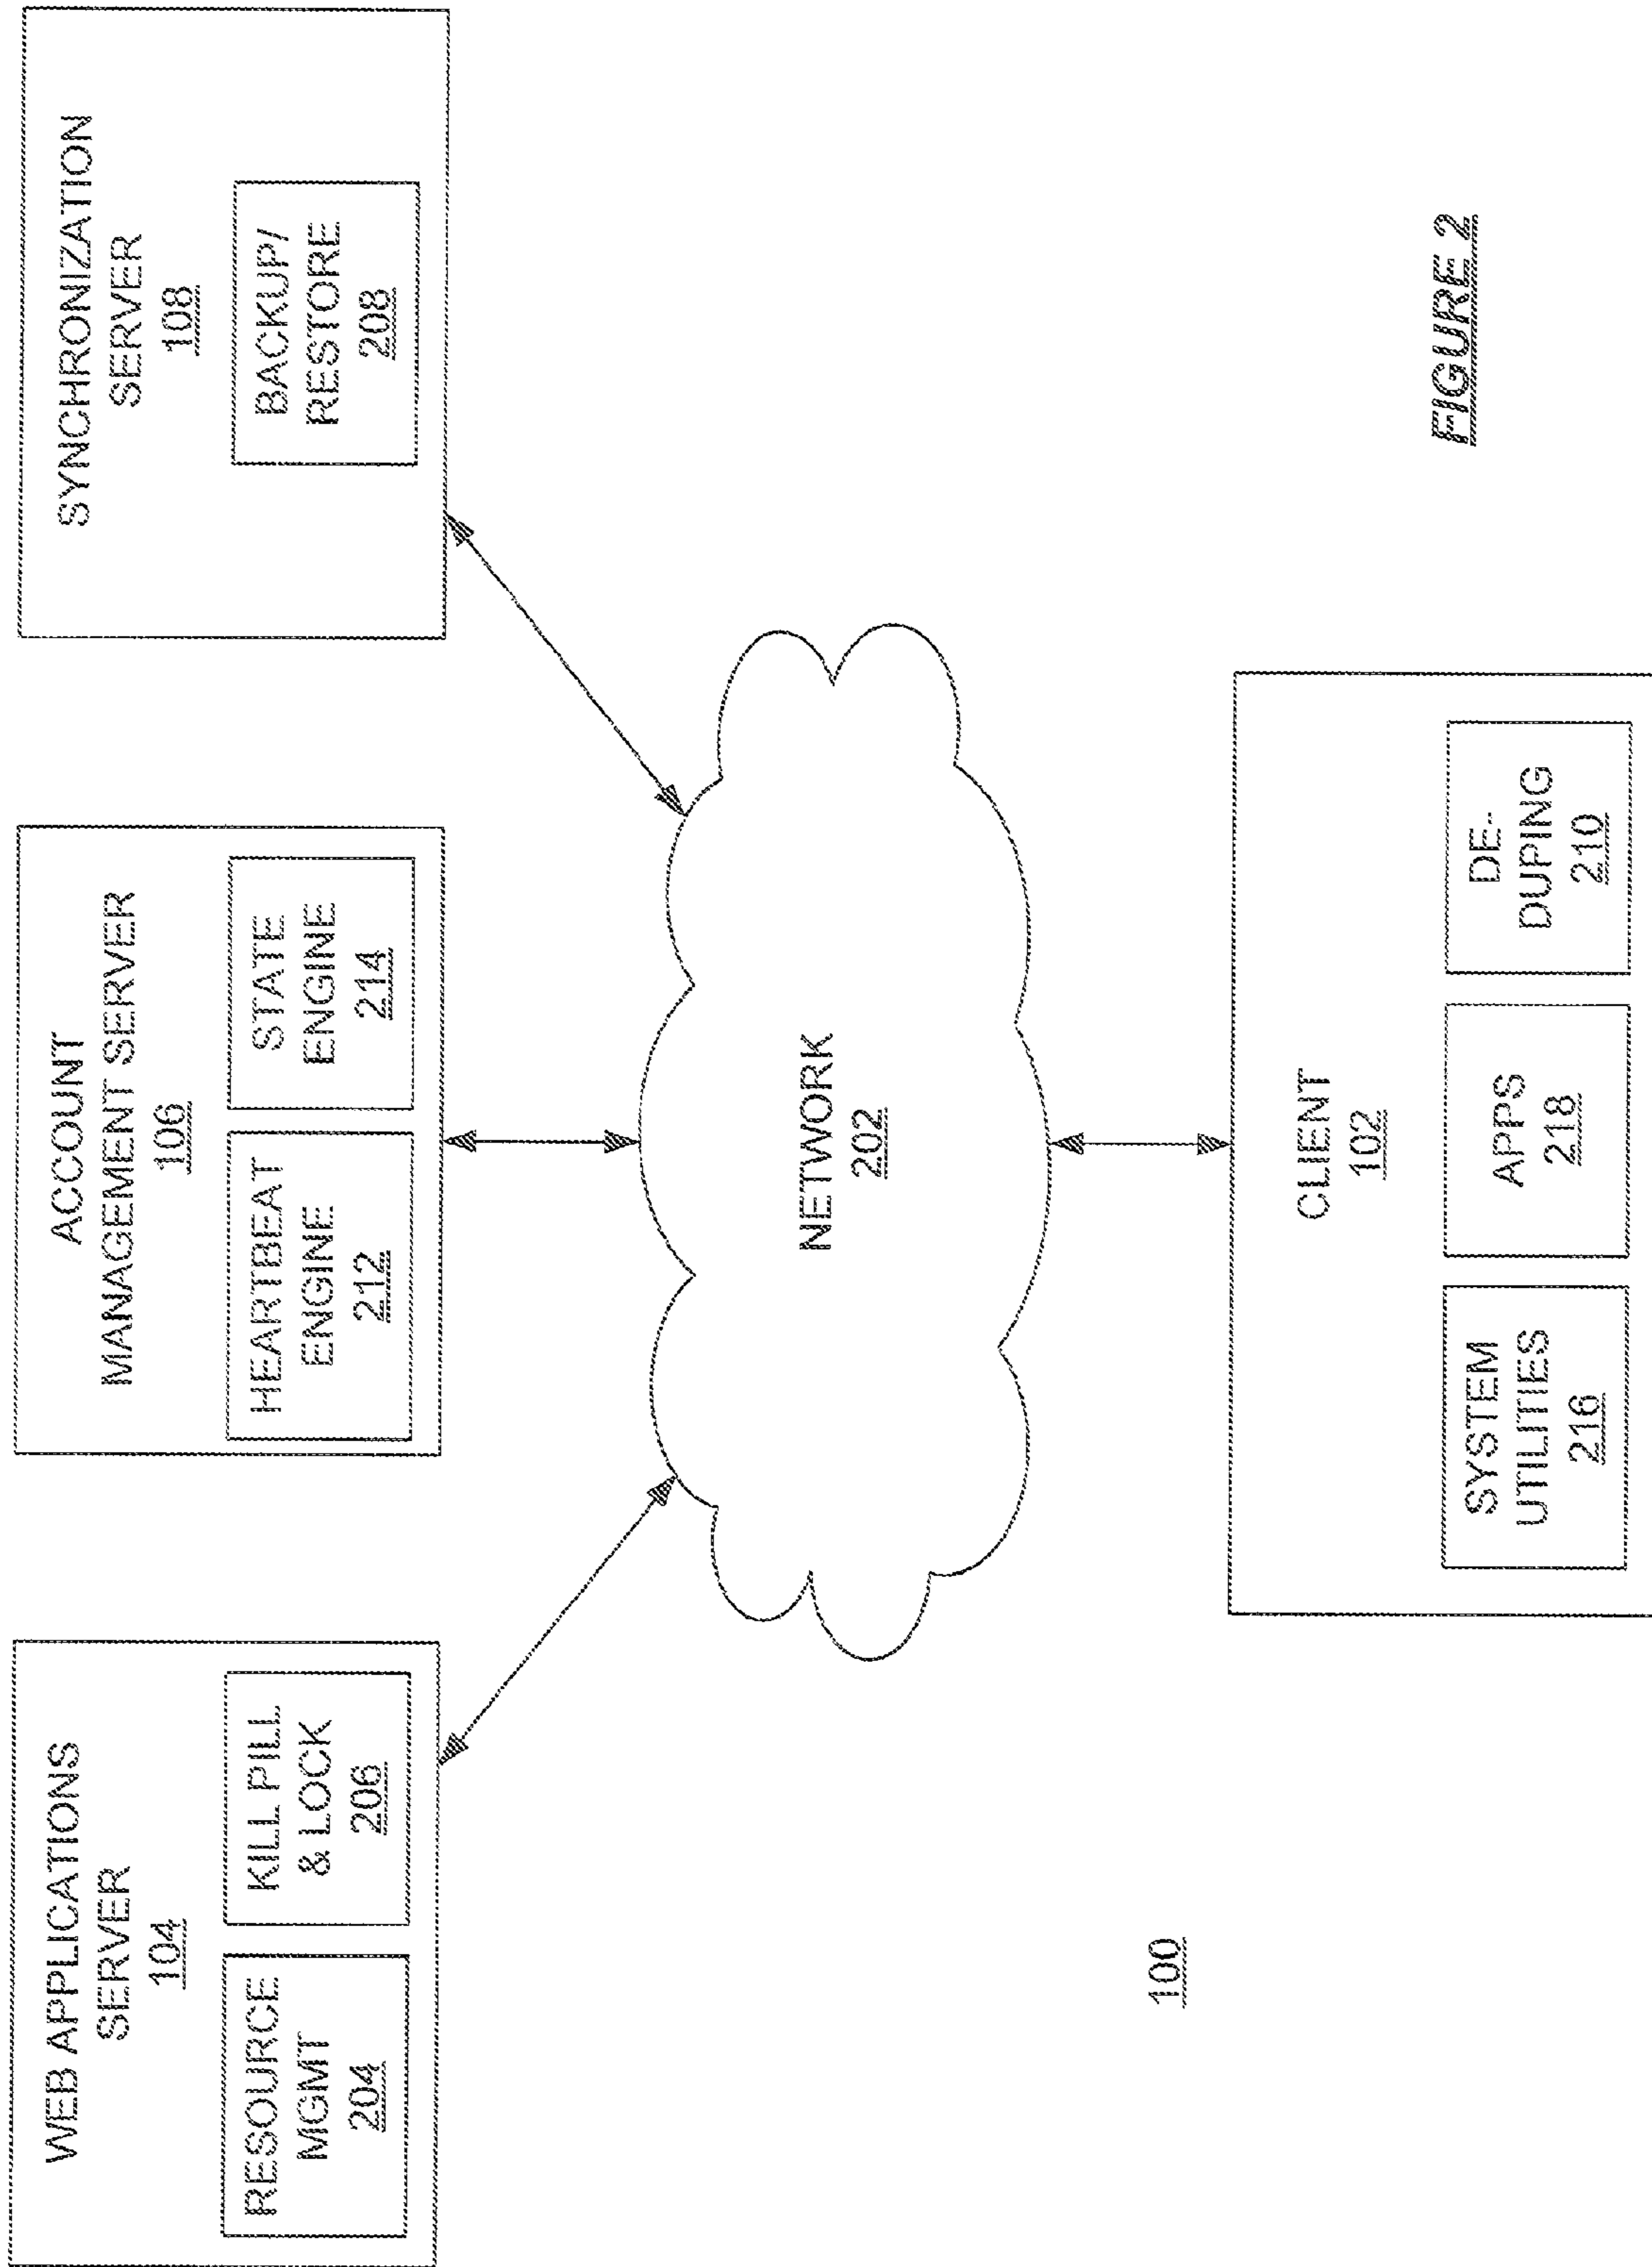 WEB APPLICATIONS
SERVER
104
RESOURCE
MGMT
204
KILL PILL
& LOCK
206
ACCOUNT
MANAGEMENT SERVER
106
HEARTBEAT
ENGINE
212
STATE
ENGINE
214
SYNCHRONIZATION
SERVER
108
BACKUP/
RESTORE
208
NETWORK
202
CLIENT
102
SYSTEM
UTILITIES
216
APPS
218
DE-
DUPING
210
100
FIGURE 2